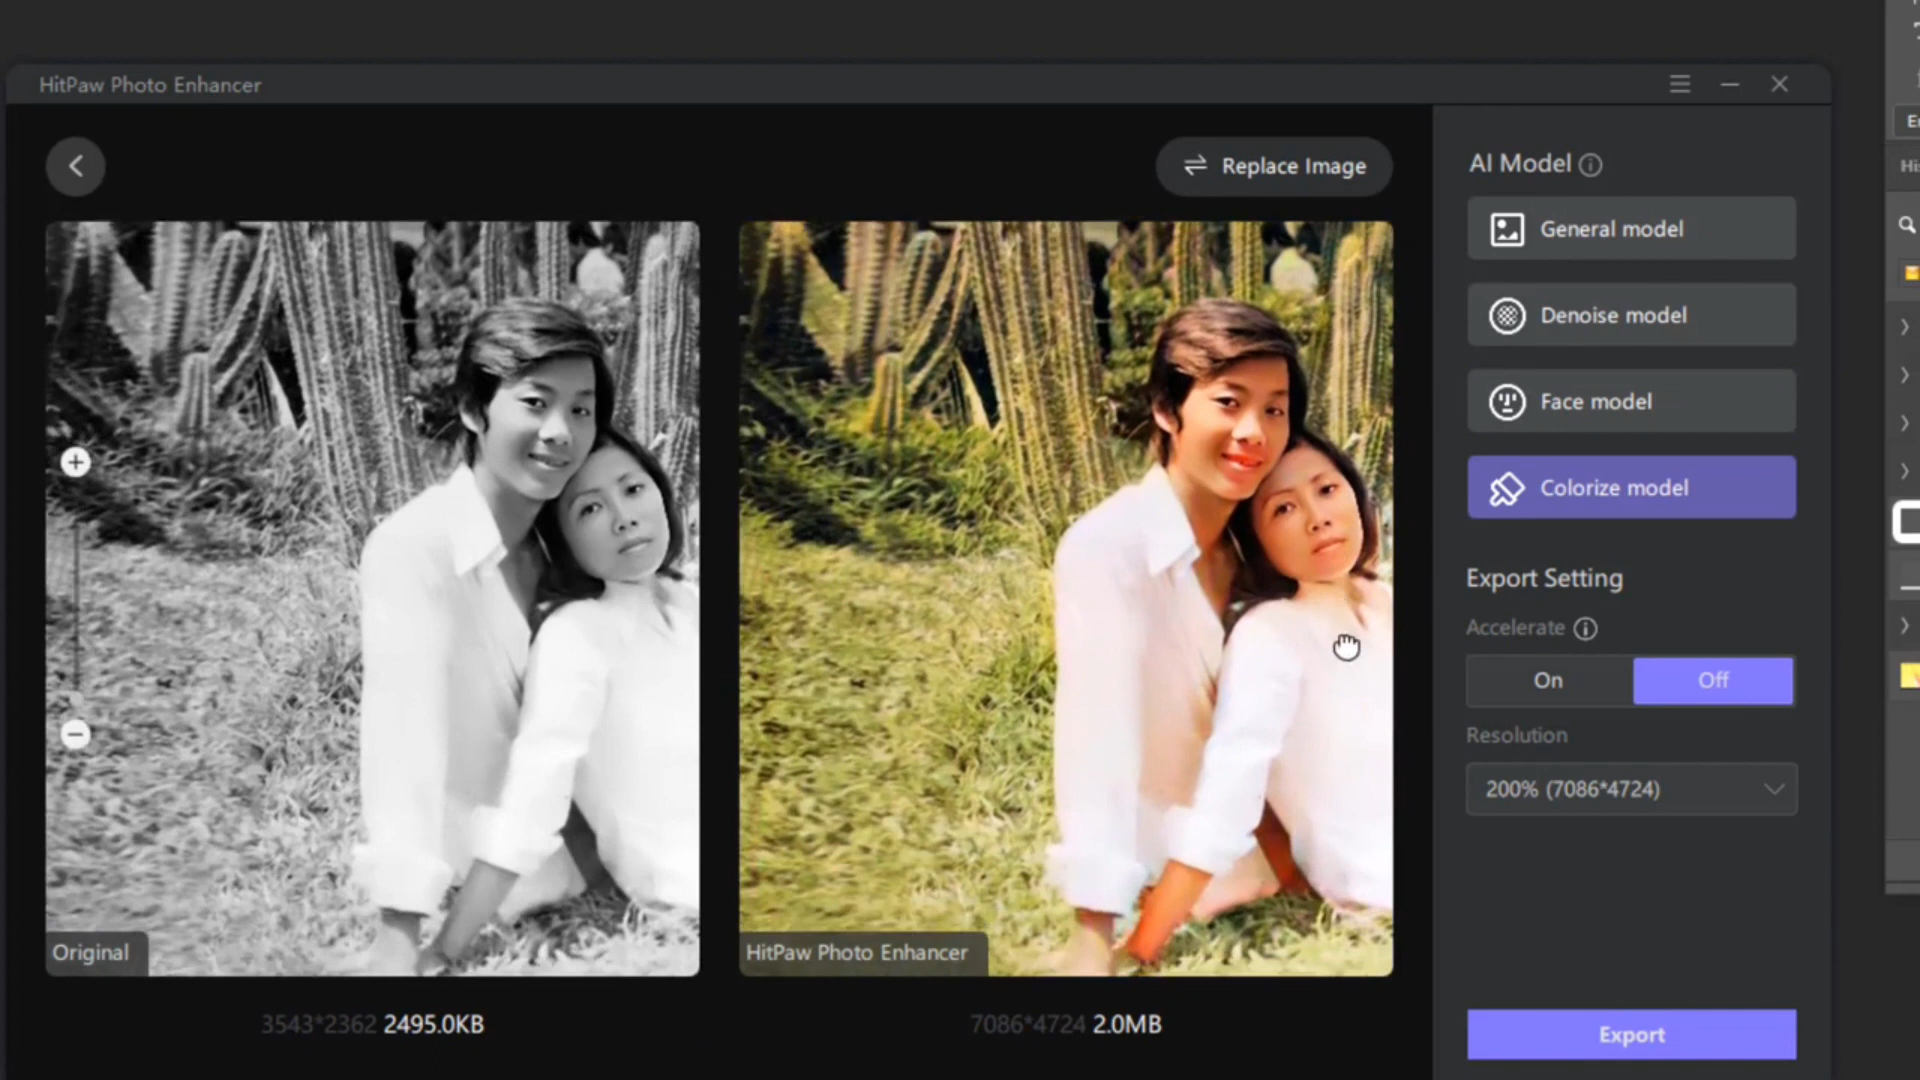 HitPaw Photo Enhancer
Replace Image
AI Model
General model
Denoise model
Face model
Colorize model
Export Setting
Accelerate
On
Off
Resolution
200% (7086*4724)
Original
HitPaw Photo Enhancer
3543*2362 2495.0KB
7086*4724 2.0MB
Export